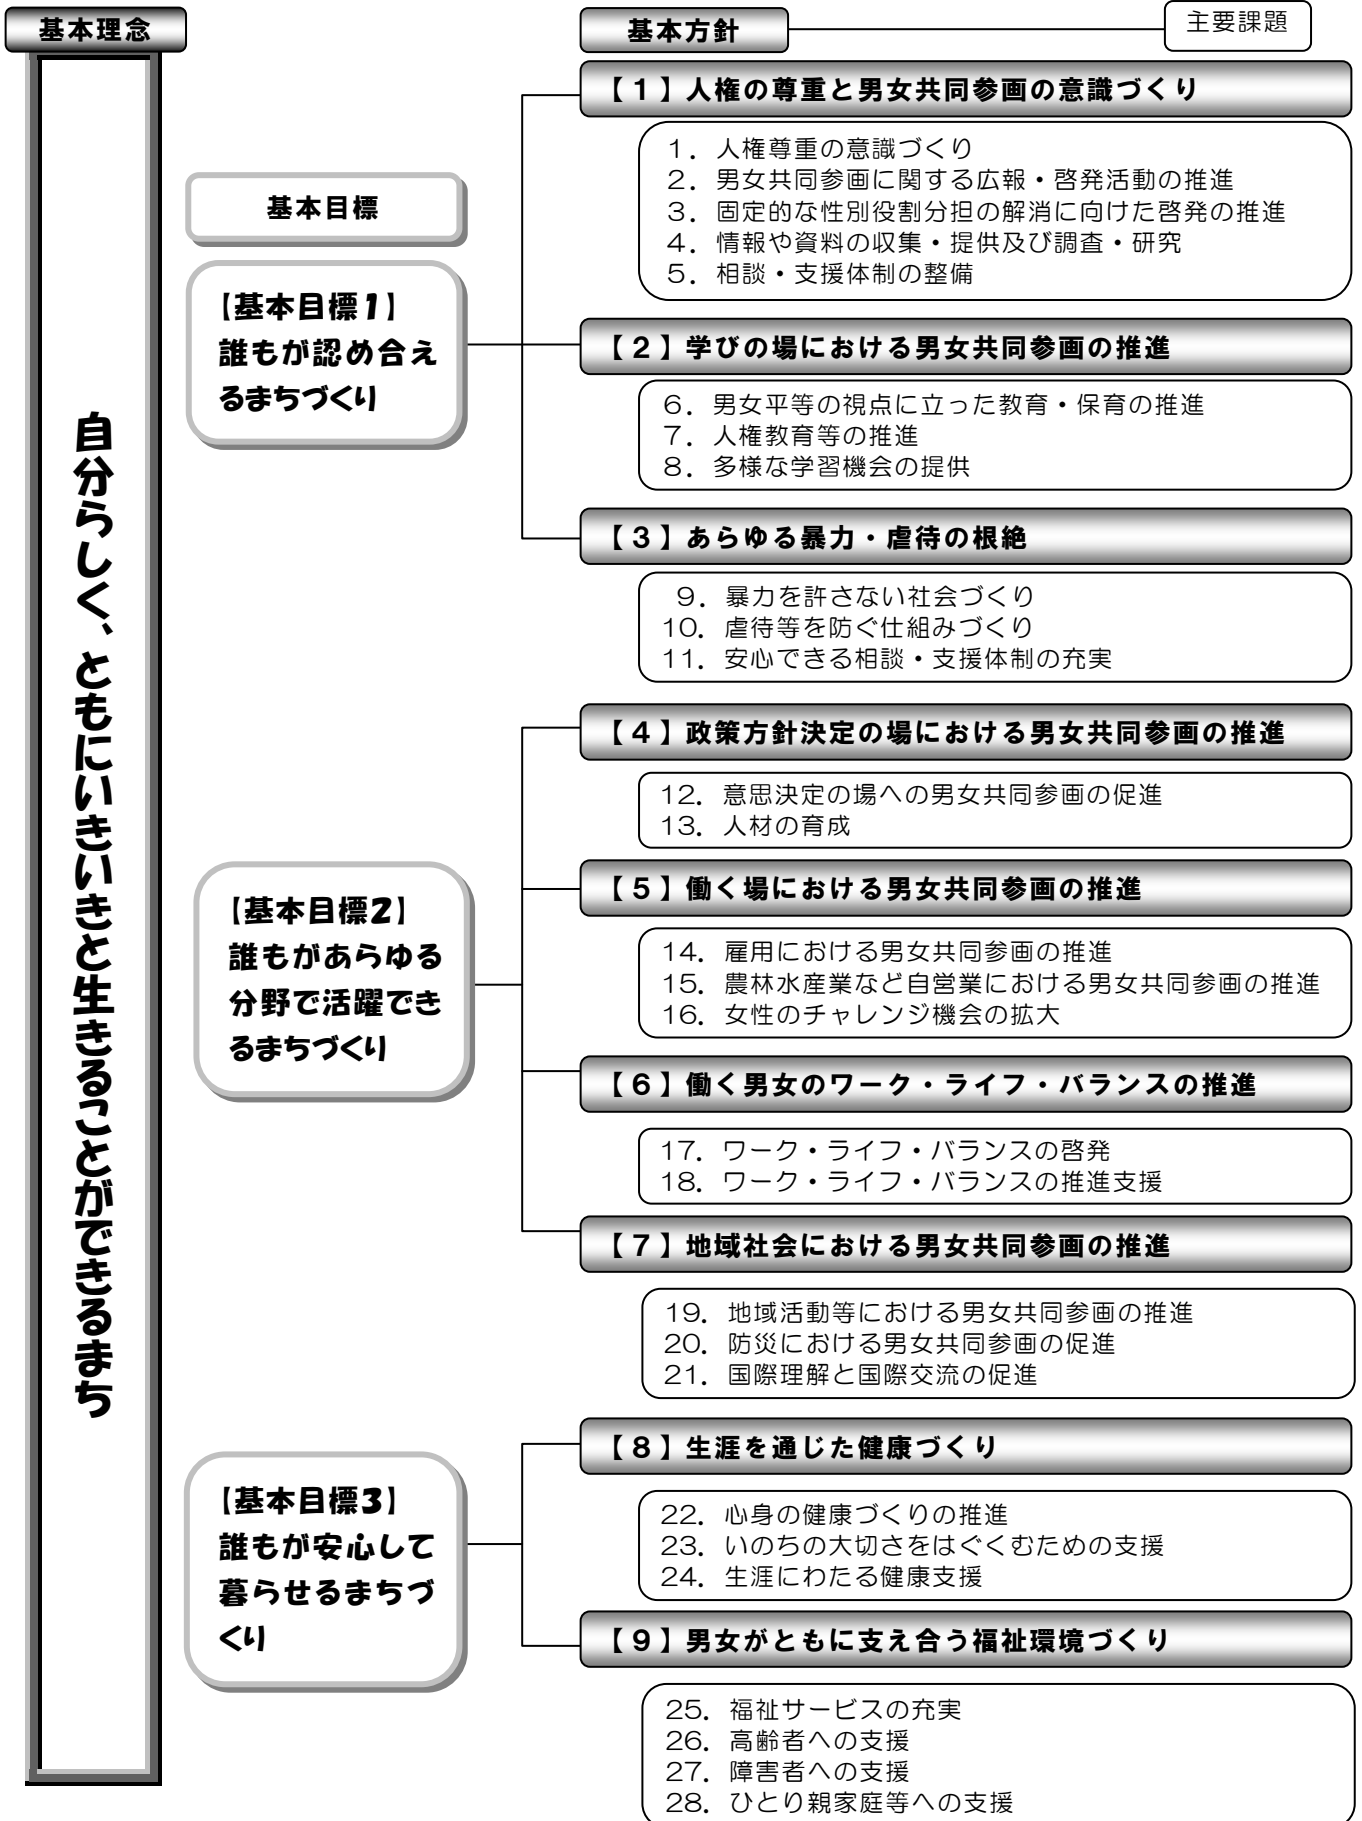 基本理念
自分らしく、ともにいきいきと生きることができるまち
基本方針
主要課題
基本目標
【基本目標1】
誰もが認め合え
るまちづくり
【1】人権の尊重と男女共同参画の意識づくり
1．人権尊重の意識づくり
2．男女共同参画に関する広報・啓発活動の推進
3．固定的な性別役割分担の解消に向けた啓発の推進
4．情報や資料の収集・提供及び調査・研究
5．相談・支援体制の整備
【2】学びの場における男女共同参画の推進
6．男女平等の視点に立った教育・保育の推進
7．人権教育等の推進
8．多様な学習機会の提供
【3】あらゆる暴力・虐待の根絶
9．暴力を許さない社会づくり
10．虐待等を防ぐ仕組みづくり
11．安心できる相談・支援体制の充実
【基本目標2】
誰もがあらゆる
分野で活躍でき
るまちづくり
【4】政策方針決定の場における男女共同参画の推進
12．意思決定の場への男女共同参画の促進
13．人材の育成
【5】働く場における男女共同参画の推進
14．雇用における男女共同参画の推進
15．農林水産業など自営業における男女共同参画の推進
16．女性のチャレンジ機会の拡大
【6】働く男女のワーク・ライフ・バランスの推進
17．ワーク・ライフ・バランスの啓発
18．ワーク・ライフ・バランスの推進支援
【7】地域社会における男女共同参画の推進
19．地域活動等における男女共同参画の推進
20．防災における男女共同参画の促進
21．国際理解と国際交流の促進
【基本目標3】
誰もが安心して
暮らせるまちづ
くり
【8】生涯を通じた健康づくり
22．心身の健康づくりの推進
23．いのちの大切さをはぐくむための支援
24．生涯にわたる健康支援
【9】男女がともに支え合う福祉環境づくり
25．福祉サービスの充実
26．高齢者への支援
27．障害者への支援
28．ひとり親家庭等への支援